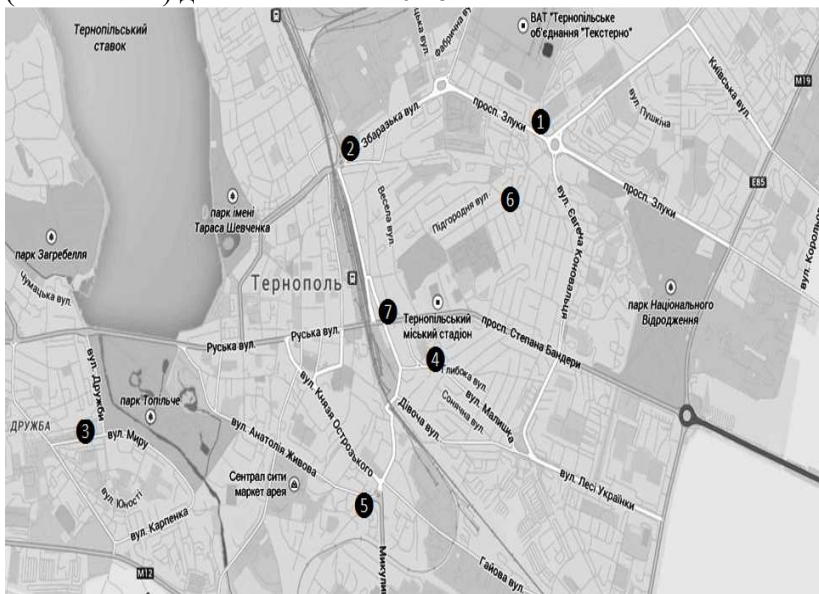 Тернопільський
ставок
ВАТ "Тернопільське
об'єднання "Текстерно"
Фабрична вул.
Київська вул.
M19
просп. Злуки
1
вул. Пушкіна
Збаразька вул.
2
E85
просп. Злуки
6
Підгородня вул.
Весела вул.
вул. Євгена Коновальця
парк імені
Тараса Шевченка
парк Загребелля
Чумацька вул.
Тернопіль
парк Національного
Відродження
7
Тернопільський
міський стадіон
просп. Степана Бандери
Руська вул.
Руська вул.
4
Глибока вул.
вул. Дружби
вул. Князя Острозького
Сонячна вул.
вул. Малишка
Дівоча вул.
парк Топільче
ДРУЖБА
3
вул. Миру
вул. Анатолія Живова
Сентрал сити
маркет арея
вул. Лесі Українки
вул. Юності
5
вул. Карпенка
Гайова вул.
M12